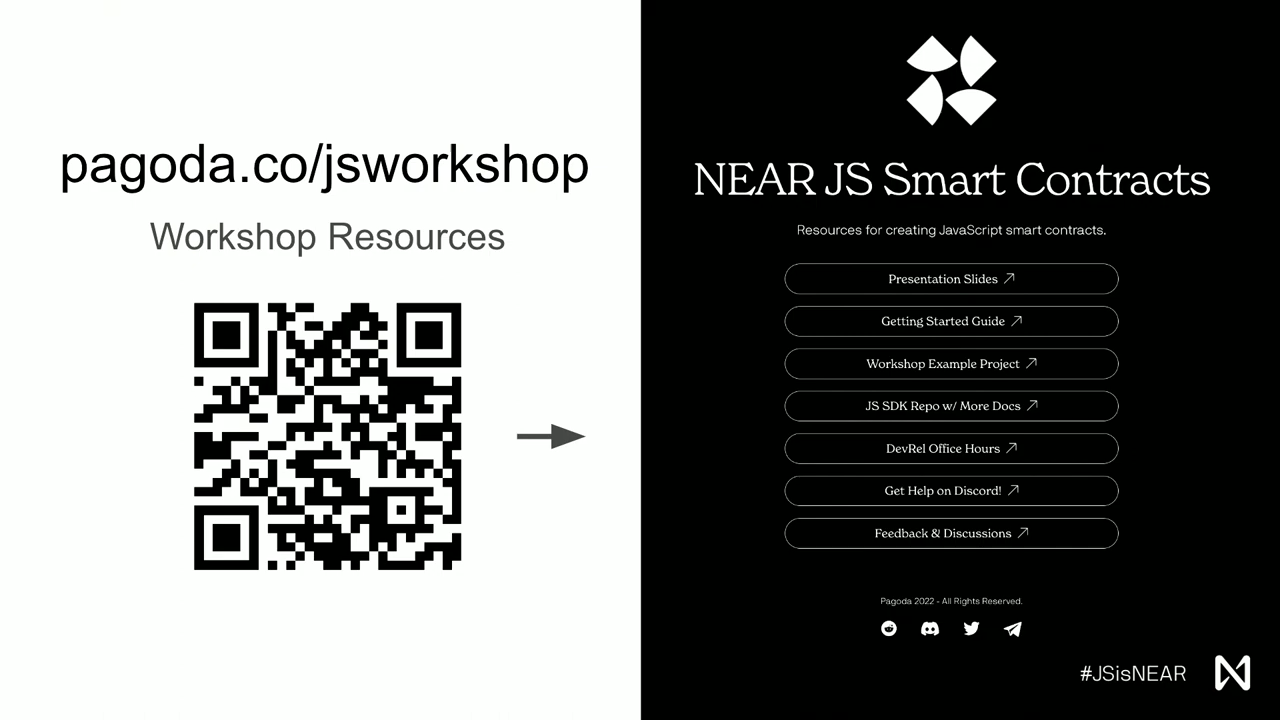 pagoda.co/jsworkshop
Workshop Resources
NEAR JS Smart Contracts
Resources for creating JavaScript smart contracts.
Presentation Slides
Getting Started Guide
Workshop Example Project
JS SDK Repo w/ More Docs
DevRel Office Hours
Get Help on Discord!
Feedback & Discussions
Pagoda 2022 - All Rights Reserved.
#JSisNEAR